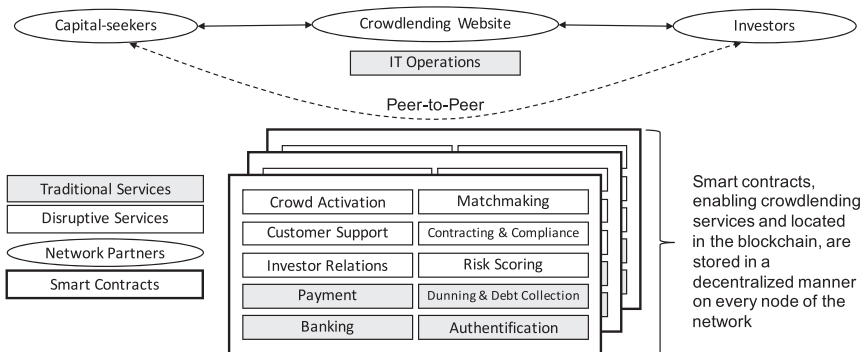 Capital-seekers
Crowdlending Website
Investors
IT Operations
Peer-to-Peer
Traditional Services
Disruptive Services
Network Partners
Smart Contracts
Crowd Activation
Matchmaking
Customer Support
Contracting & Compliance
Investor Relations
Risk Scoring
Payment
Dunning & Debt Collection
Banking
Authentification
Smart contracts,
enabling crowdlending
services and located
in the blockchain, are
stored in a
decentralized manner
on every node of the
network